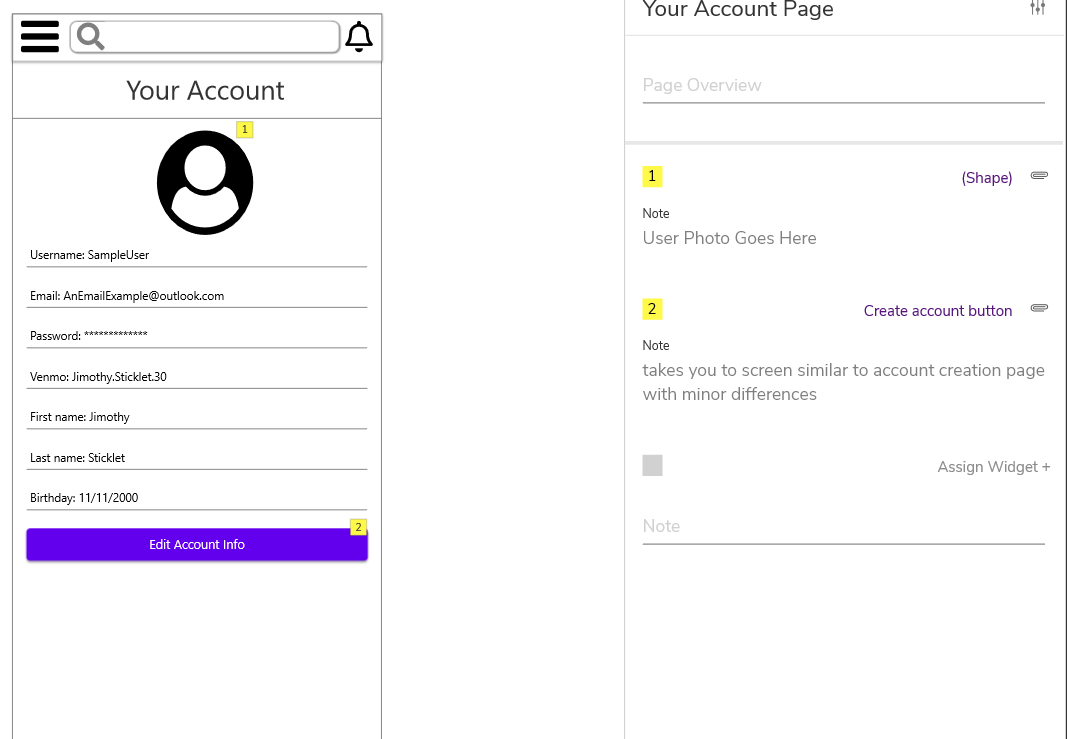 Your Account
1
Username: SampleUser
Email: AnEmailExample@outlook.com
Password: *************
Venmo: Jimothy.Sticklet.30
First name: Jimothy
Last name: Sticklet
Birthday: 11/11/2000
2
Edit Account Info
Your Account Page
Page Overview
1
(Shape)
Note
User Photo Goes Here
2
Create account button
Note
takes you to screen similar to account creation page
with minor differences
Assign Widget +
Note